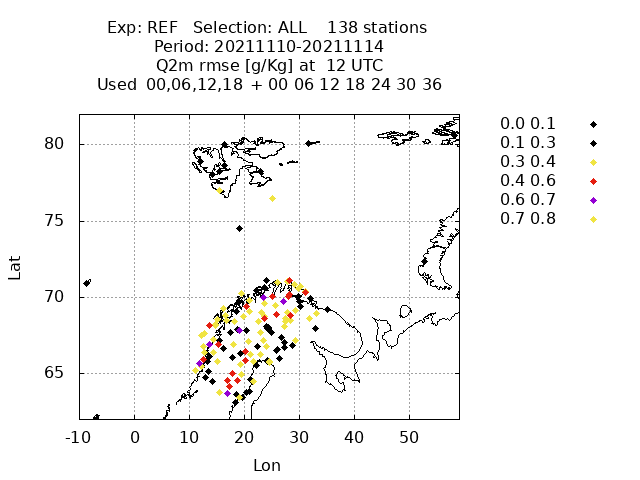 Exp: REF   Selection: ALL    138 stations
Period: 20211110-20211114
Q2m rmse [g/Kg] at  12 UTC
Used  00,06,12,18  + 00 06 12 18 24 30 36
0.0 0.1
0.1 0.3
0.3 0.4
0.4 0.6
0.6 0.7
0.7 0.8
80
75
70
65
Lat
-10 0 10 20 30 40 50
Lon